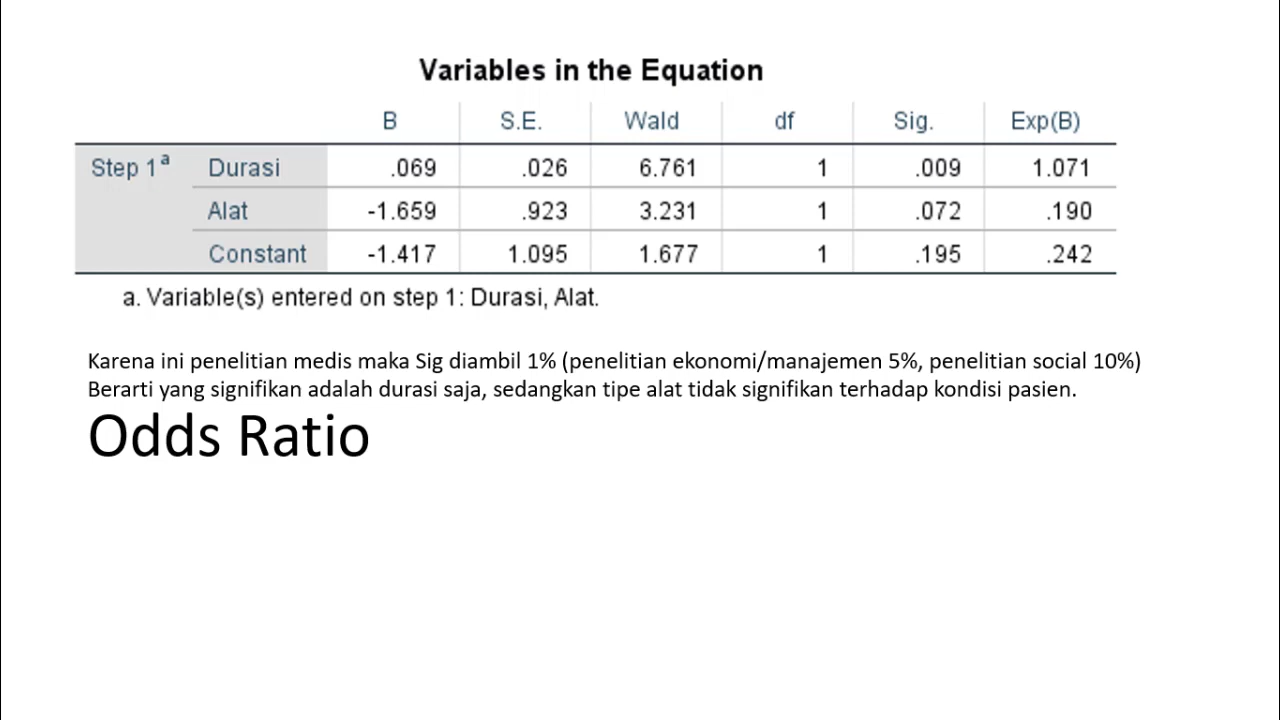 Variables in the Equation
B S.E. Wald df Sig. Exp(B)
Step 1a Durasi .069 .026 6.761 1 .009 1.071
Alat -1.659 .923 3.231 1 .072 .190
Constant -1.417 1.095 1.677 1 .195 .242
a. Variable(s) entered on step 1: Durasi, Alat.
Karena ini penelitian medis maka Sig diambil 1% (penelitian ekonomi/manajemen 5%, penelitian social 10%)
Berarti yang signifikan adalah durasi saja, sedangkan tipe alat tidak signifikan terhadap kondisi pasien.
Odds Ratio